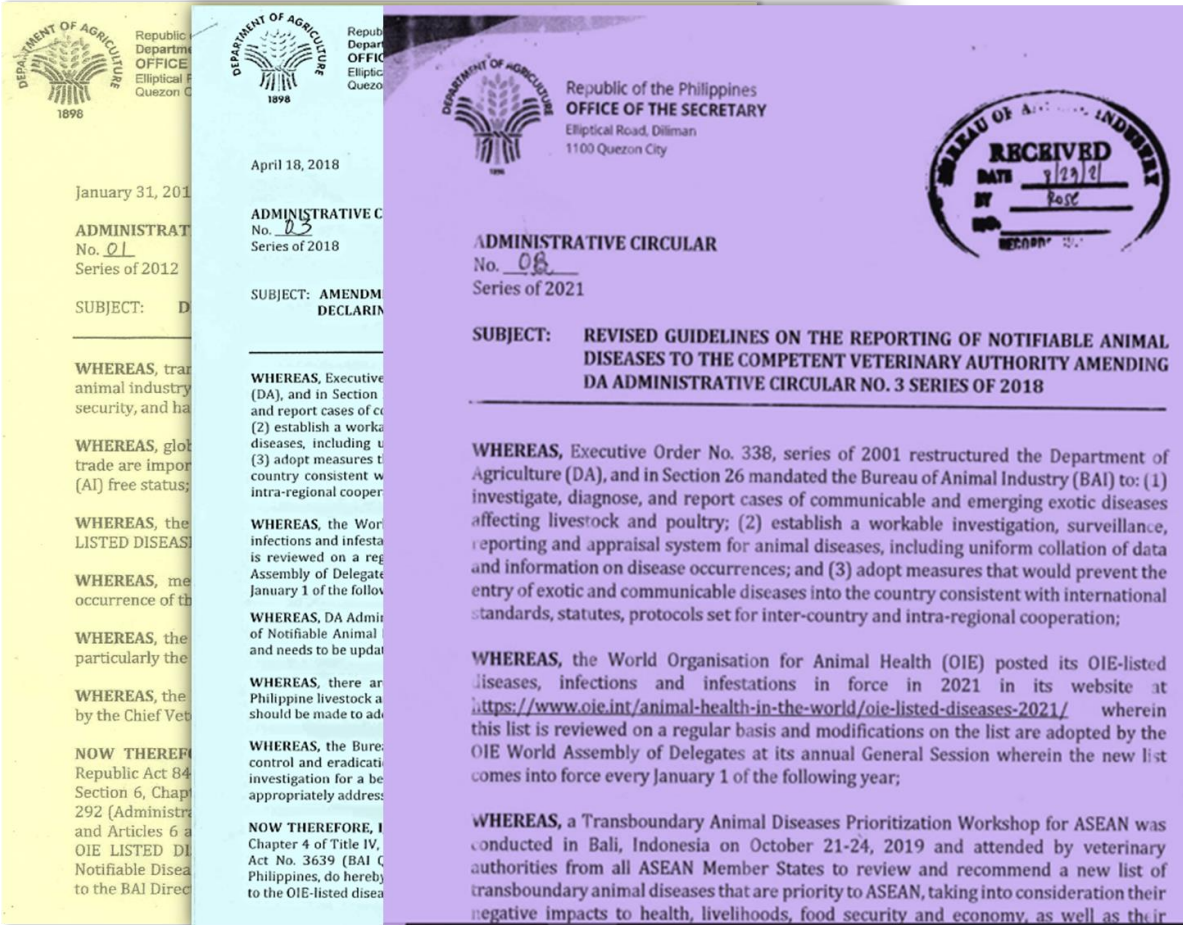 DEPARTMENT OF AGRICULTURE
1898
Republic
Departme
OFFICE
Elliptical R
Quezon C
January 31, 201
ADMINISTRAT
No. 01
Series of 2012
SUBJECT: D
WHEREAS, tran
animal industry
security, and ha
WHEREAS, glob
trade are impor
(AI) free status;
WHEREAS, the
LISTED DISEAS
WHEREAS, me
occurrence of th
WHEREAS, the
particularly the
WHEREAS, the
by the Chief Vet
NOW THEREF
Republic Act 84
Section 6, Chap
292 (Administra
and Articles 6 a
OIE LISTED DI
Notifiable Disea
to the BAI Direc
DEPARTMENT OF AGRICULTURE
1898
Repub
Depar
OFFIC
Elliptic
Quezo
April 18, 2018
ADMINISTRATIVE C
No. 03
Series of 2018
SUBJECT: AMENDM
DECLARIN
WHEREAS, Executive
(DA), and in Section
and report cases of co
(2) establish a worka
diseases, including u
(3) adopt measures t
country consistent w
intra-regional cooper
WHEREAS, the Worl
infections and infesta
is reviewed on a reg
Assembly of Delegate
January 1 of the follow
WHEREAS, DA Admin
of Notifiable Animal
and needs to be updat
WHEREAS, there are
Philippine livestock a
should be made to add
WHEREAS, the Burea
control and eradicati
investigation for a be
appropriately address
NOW THEREFORE, I
Chapter 4 of Title IV,
Act No. 3639 (BAI C
Philippines, do hereby
to the OIE-listed disea
DEPARTMENT OF AGRICULTURE
1898
Republic of the Philippines
OFFICE OF THE SECRETARY
Elliptical Road, Diliman
1100 Quezon City
BUREAU OF INDUSTRY
RECEIVED
DATE 8/23/21
BY Rose
NO.
ADMINISTRATIVE CIRCULAR
No. 08
Series of 2021
SUBJECT: REVISED GUIDELINES ON THE REPORTING OF NOTIFIABLE ANIMAL
DISEASES TO THE COMPETENT VETERINARY AUTHORITY AMENDING
DA ADMINISTRATIVE CIRCULAR NO. 3 SERIES OF 2018
WHEREAS, Executive Order No. 338, series of 2001 restructured the Department of
Agriculture (DA), and in Section 26 mandated the Bureau of Animal Industry (BAI) to: (1)
investigate, diagnose, and report cases of communicable and emerging exotic diseases
affecting livestock and poultry; (2) establish a workable investigation, surveillance,
reporting and appraisal system for animal diseases, including uniform collation of data
and information on disease occurrences; and (3) adopt measures that would prevent the
entry of exotic and communicable diseases into the country consistent with international
standards, statutes, protocols set for inter-country and intra-regional cooperation;
WHEREAS, the World Organisation for Animal Health (OIE) posted its OIE-listed
diseases, infections and infestations in force in 2021 in its website at
https://www.oie.int/animal-health-in-the-world/oie-listed-diseases-2021/ wherein
this list is reviewed on a regular basis and modifications on the list are adopted by the
OIE World Assembly of Delegates at its annual General Session wherein the new list
comes into force every January 1 of the following year;
WHEREAS, a Transboundary Animal Diseases Prioritization Workshop for ASEAN was
conducted in Bali, Indonesia on October 21-24, 2019 and attended by veterinary
authorities from all ASEAN Member States to review and recommend a new list of
transboundary animal diseases that are priority to ASEAN, taking into consideration their
negative impacts to health, livelihoods, food security and economy, as well as their